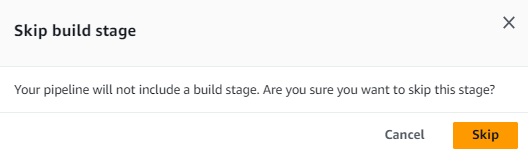 Skip build stage
Your pipeline will not include a build stage. Are you sure you want to skip this stage?
Cancel
Skip